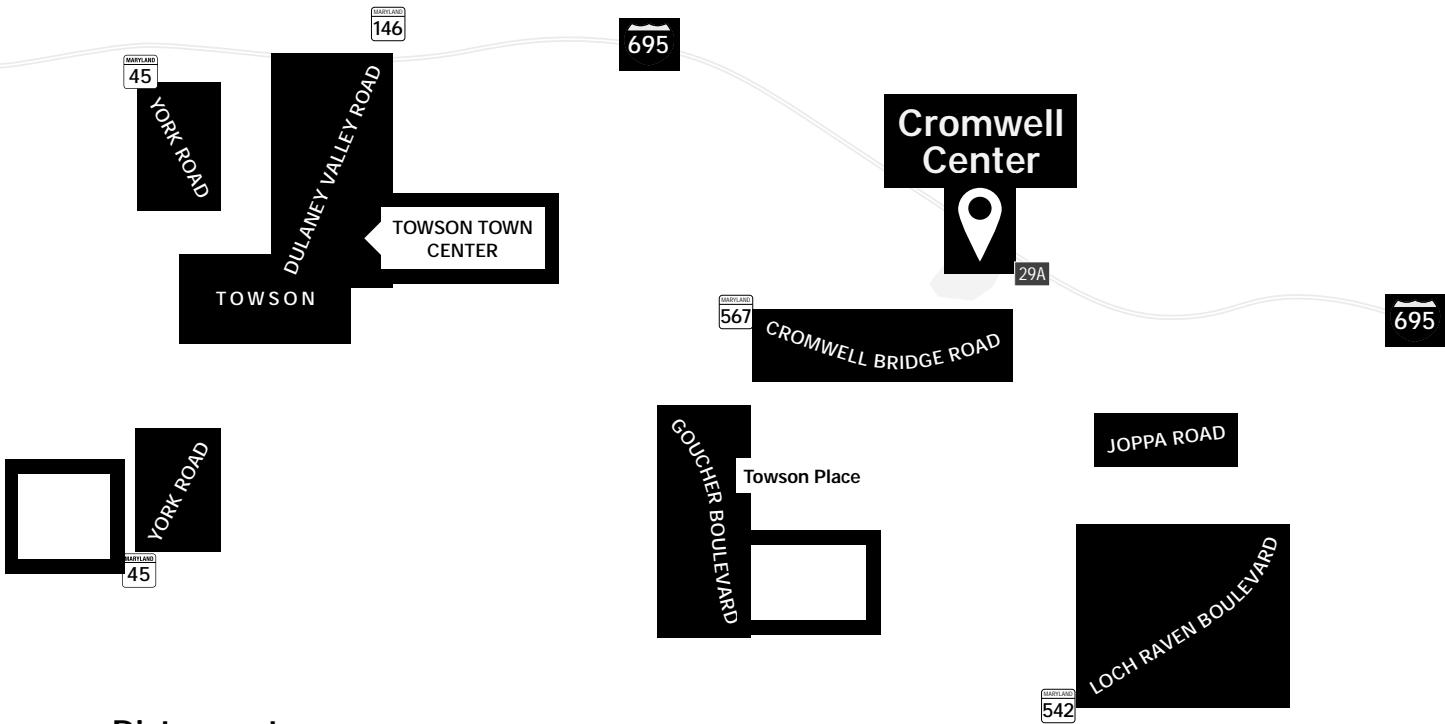 MARYLAND
146
695
MARYLAND
45
YORK ROAD
DULANEY VALLEY ROAD
Cromwell
Center
TOWSON TOWN
CENTER
29A
TOWSON
MARYLAND
567
CROMWELL BRIDGE ROAD
695
GOUCHER BOULEVARD
JOPPA ROAD
YORK ROAD
Towson Place
MARYLAND
45
LOCH RAVEN BOULEVARD
MARYLAND
542